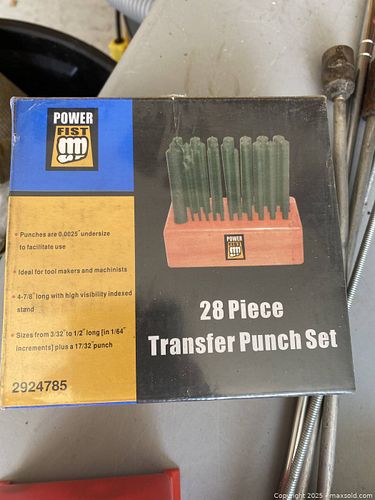 POWER
FIST
• Punches are 0.0025" undersize
to facilitate use
• Ideal for tool makers and machinists
• 4-7/8" long with high visibility indexed
stand
• Sizes from 3/32" to 1/2" long [in 1/64"
increments] plus a 17/32" punch
2924785
POWER
FIST
28 Piece
Transfer Punch Set
Copyright 2025 - maxsold.com